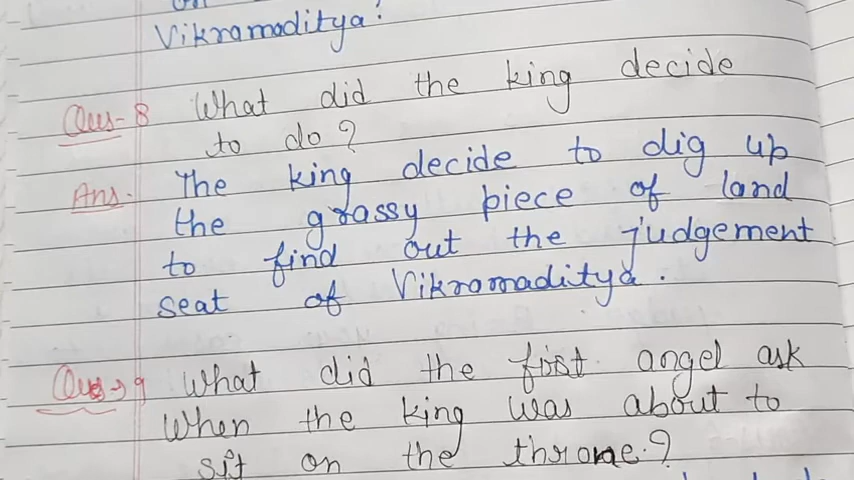 Vikramaditya.
Ques-8 What did the king decide
to do?
Ans. The king decide to dig up
the grassy piece of land
to find out the judgement
seat of Vikramaditya.
Ques→9 What did the first angel ask
When the king was about to
sit on the throne.?